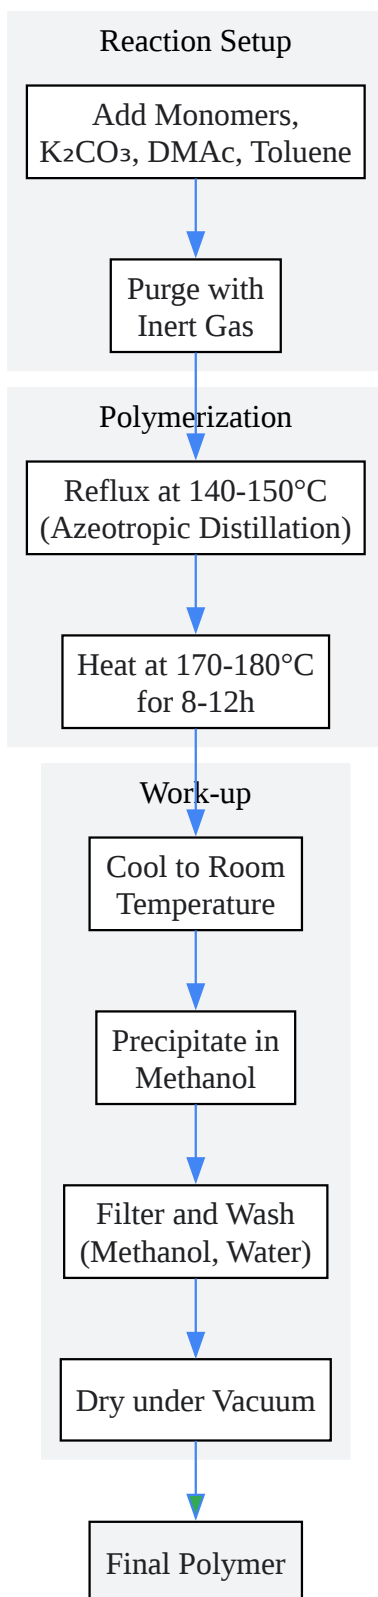 Reaction Setup
Add Monomers,
K₂CO₃, DMAc, Toluene
Purge with
Inert Gas
Polymerization
Reflux at 140-150°C
(Azeotropic Distillation)
Heat at 170-180°C
for 8-12h
Work-up
Cool to Room
Temperature
Precipitate in
Methanol
Filter and Wash
(Methanol, Water)
Dry under Vacuum
Final Polymer